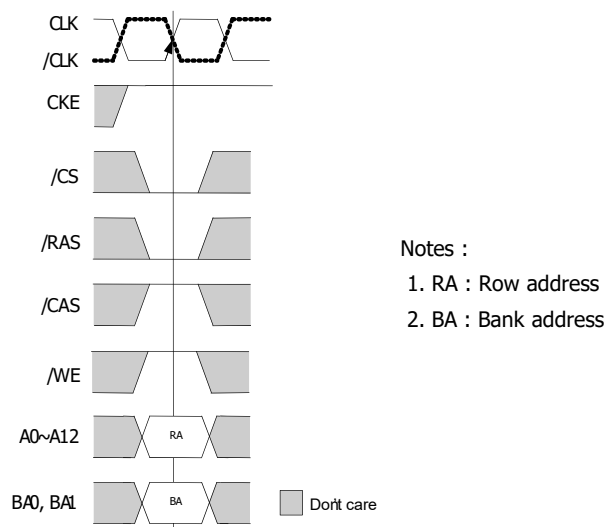 CLK
/CLK
CKE
/CS
/RAS
/CAS
/WE
A0~A12
RA
BA0, BA1
BA
Don't care
Notes :
1. RA : Row address
2. BA : Bank address